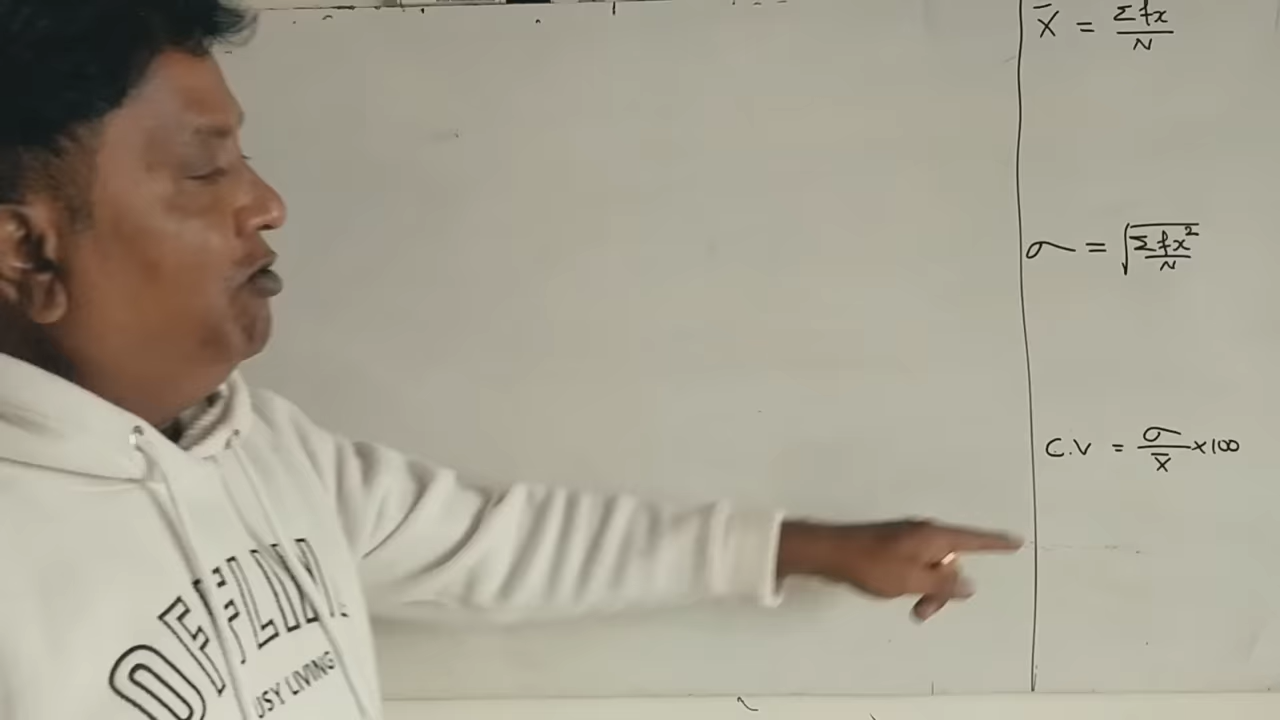 X̄ = Σfx / N
σ = √(Σfx² / N)
C.V = σ / x̄ ×100
OFFLINE
USY LIVING